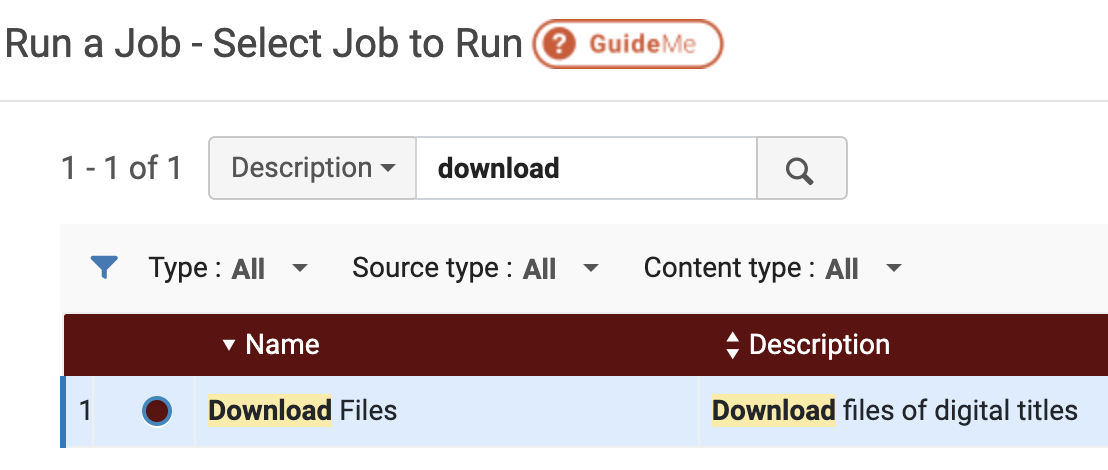 Run a Job - Select Job to Run GuideMe
1 - 1 of 1 Description download
Type : All Source type : All Content type : All
Name Description
1 Download Files Download files of digital titles